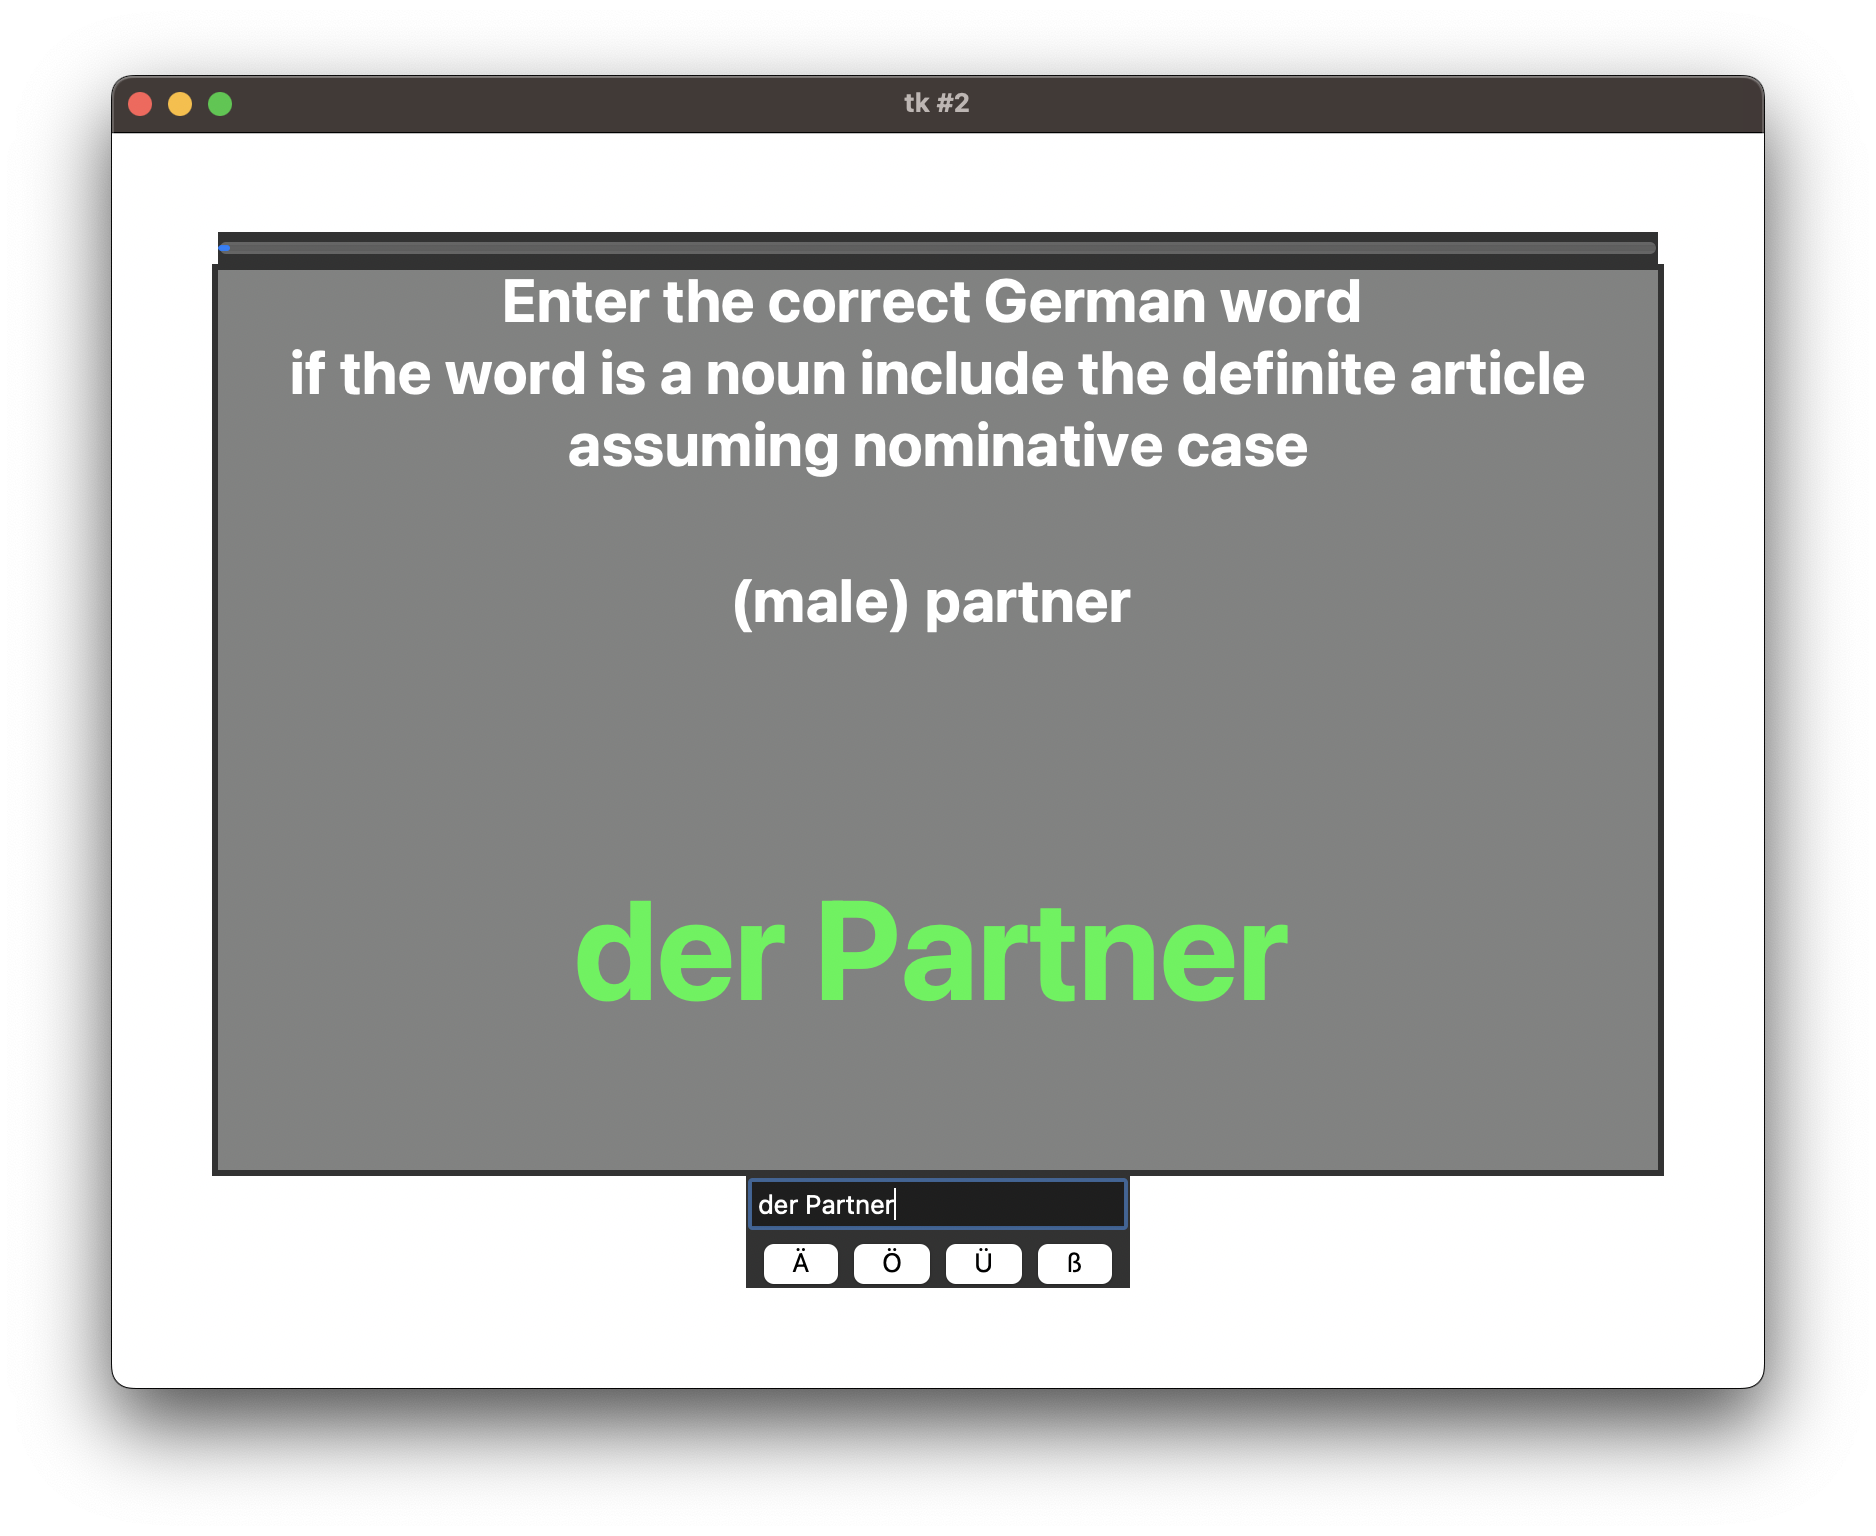 tk #2
Enter the correct German word
if the word is a noun include the definite article
assuming nominative case
(male) partner
der Partner
der Partner
Ä Ö Ü ß